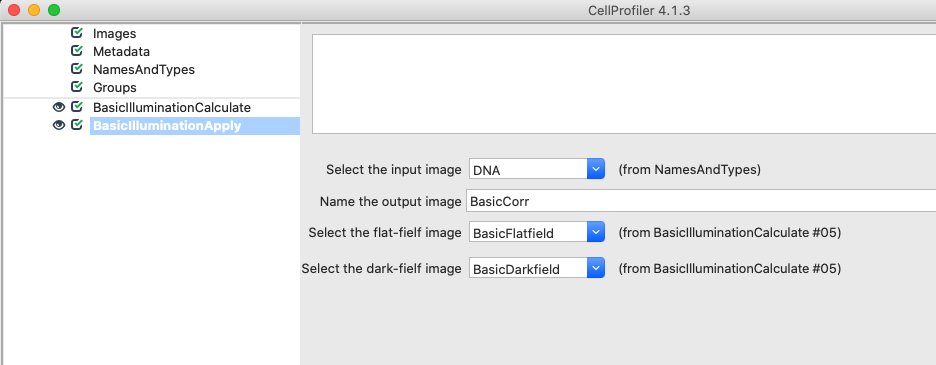 CellProfiler 4.1.3
Images
Metadata
NamesAndTypes
Groups
BasicIlluminationCalculate
BasicIlluminationApply
Select the input image DNA (from NamesAndTypes)
Name the output image BasicCorr
Select the flat-fielf image BasicFlatfield (from BasicIlluminationCalculate #05)
Select the dark-fielf image BasicDarkfield (from BasicIlluminationCalculate #05)